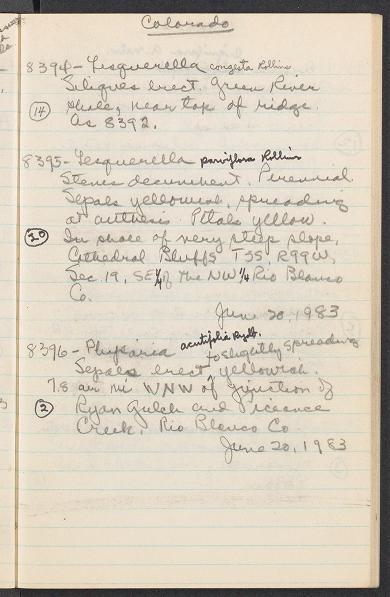 Colorado
8394 - Lesquerella congesta Rollins
Siliques erect. Green River
(14) shale, near top of ridge.
As 8392.
8395 - Lesquerella parviflora Rollins
Stems decumbent. Perennial
Sepals yellowish, spreading
at anthesis. Petals yellow.
(20) In shale of very steep slope,
Cathedral Bluffs T3S, R99W,
Sec. 19, SE 1/4 of the NW 1/4 Rio Blanco
Co.
June 20, 1983
8396 - Physaria acutifolia Rydb.
to slightly spreading
Sepals erect yellowish.
7.8 air mi WNW of junction of
(2) Ryan Gulch and Piceance
Creek, Rio Blanco Co.
June 20, 1983